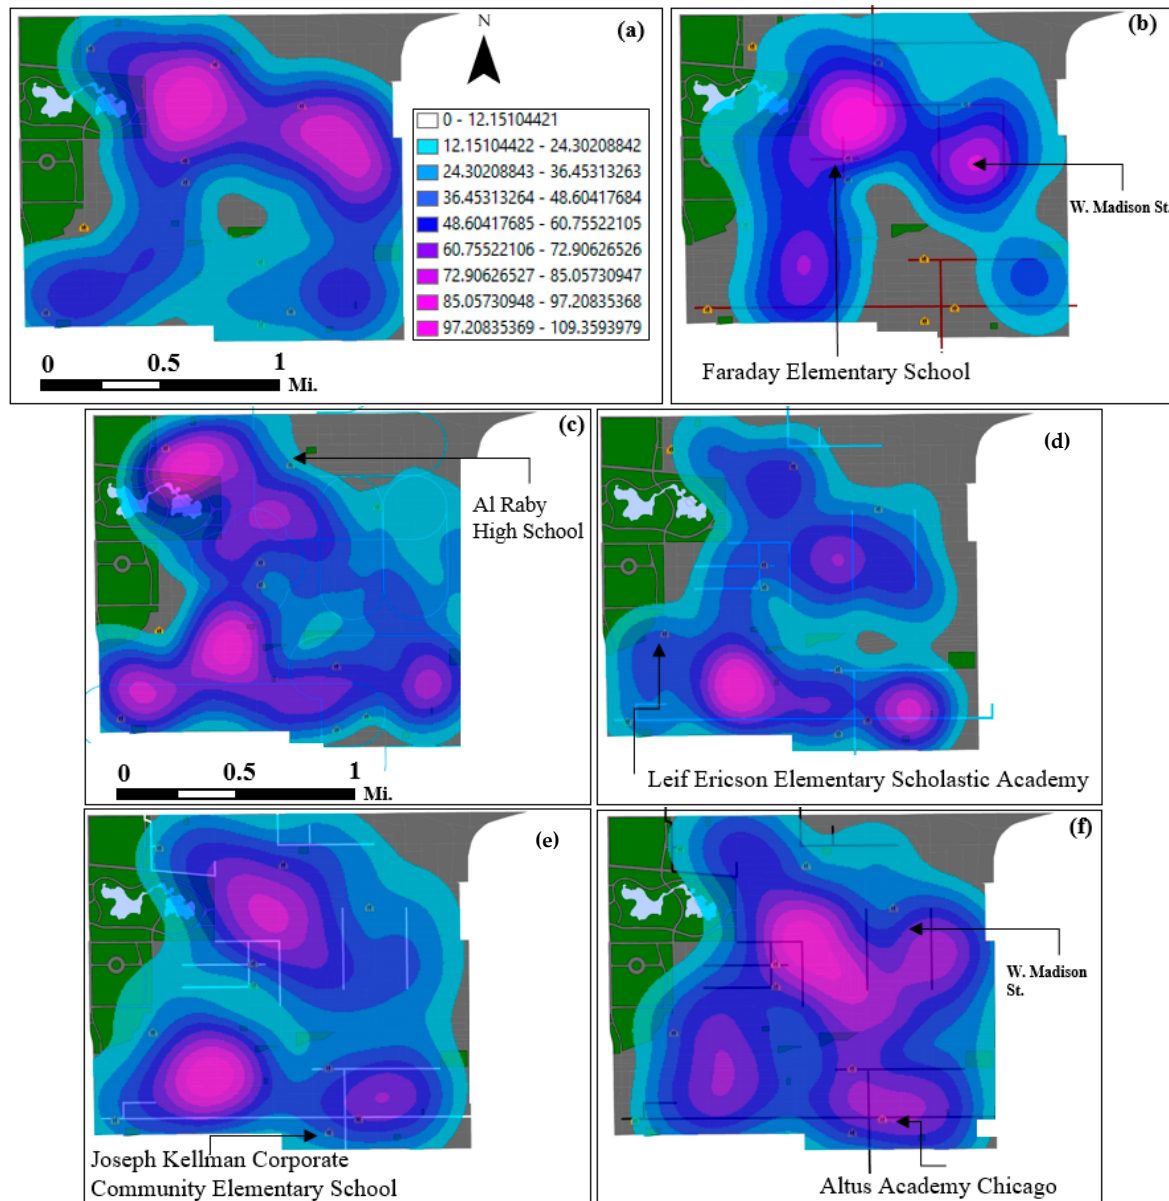 (a)
N
0 - 12.15104421
12.15104422 - 24.30208842
24.30208843 - 36.45313263
36.45313264 - 48.60417684
48.60417685 - 60.75522105
60.75522106 - 72.90626526
72.90626527 - 85.05730947
85.05730948 - 97.20835368
97.20835369 - 109.3593979
0 0.5 1
Mi.
(b)
W. Madison St.
Faraday Elementary School
(c)
Al Raby
High School
0 0.5 1
Mi.
(d)
Leif Ericson Elementary Scholastic Academy
(e)
Joseph Kellman Corporate
Community Elementary School
(f)
W. Madison
St.
Altus Academy Chicago